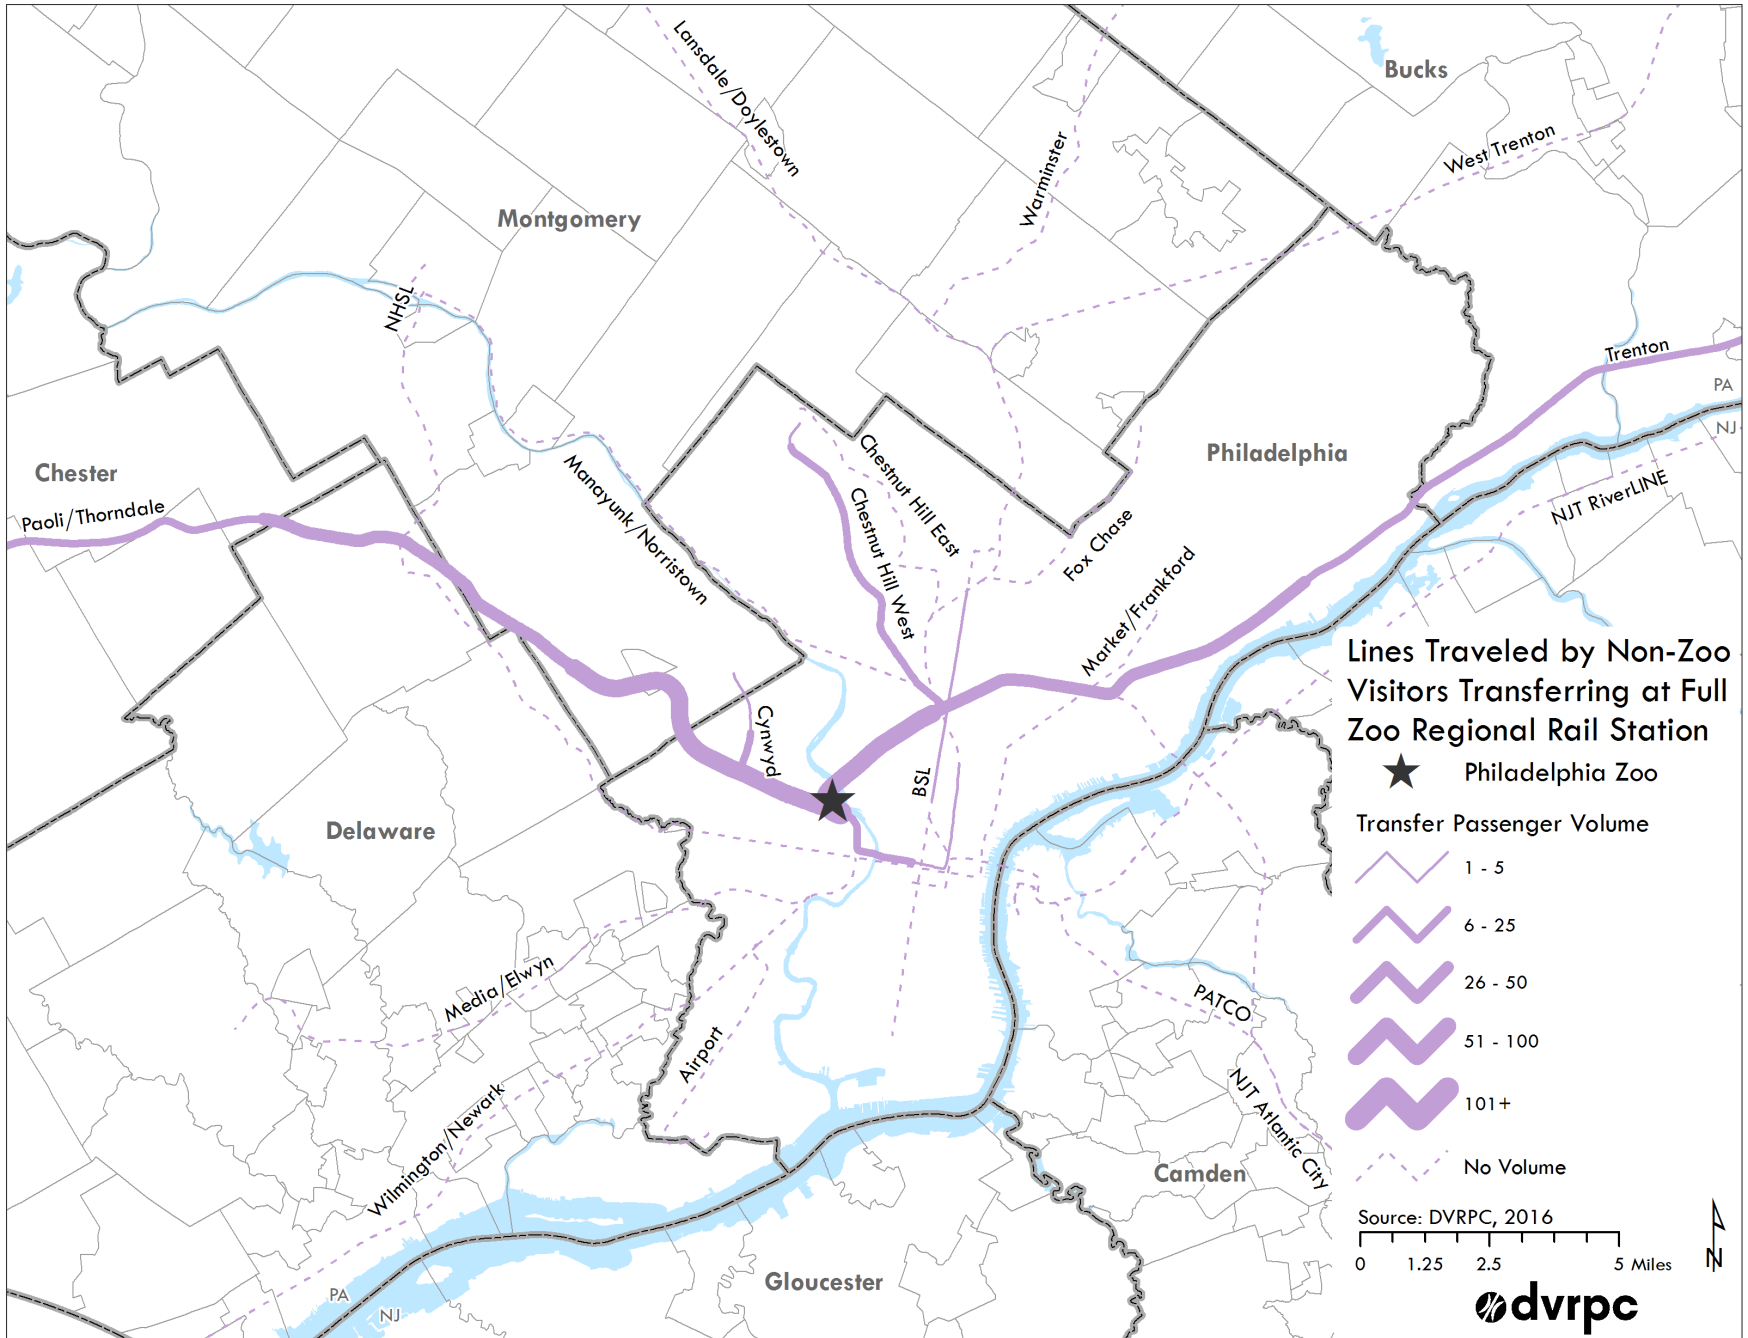 Lansdale/Doylestown
Bucks
Warminster
West Trenton
Montgomery
NHSL
Trenton
PA
NJ
Chester
Paoli/Thorndale
Manayunk/Norristown
Chestnut Hill East
Chestnut Hill West
Philadelphia
Fox Chase
NJT RiverLINE
Market/Frankford
Cynwyd
BSL
Delaware
Media/Elwyn
Airport
Wilmington/Newark
PATCO
NJT Atlantic City
Camden
Gloucester
PA
NJ
Lines Traveled by Non-Zoo
Visitors Transferring at Full
Zoo Regional Rail Station
Philadelphia Zoo
Transfer Passenger Volume
1 - 5
6 - 25
26 - 50
51 - 100
101+
No Volume
Source: DVRPC, 2016
0 1.25 2.5 5 Miles
N
dvrpc